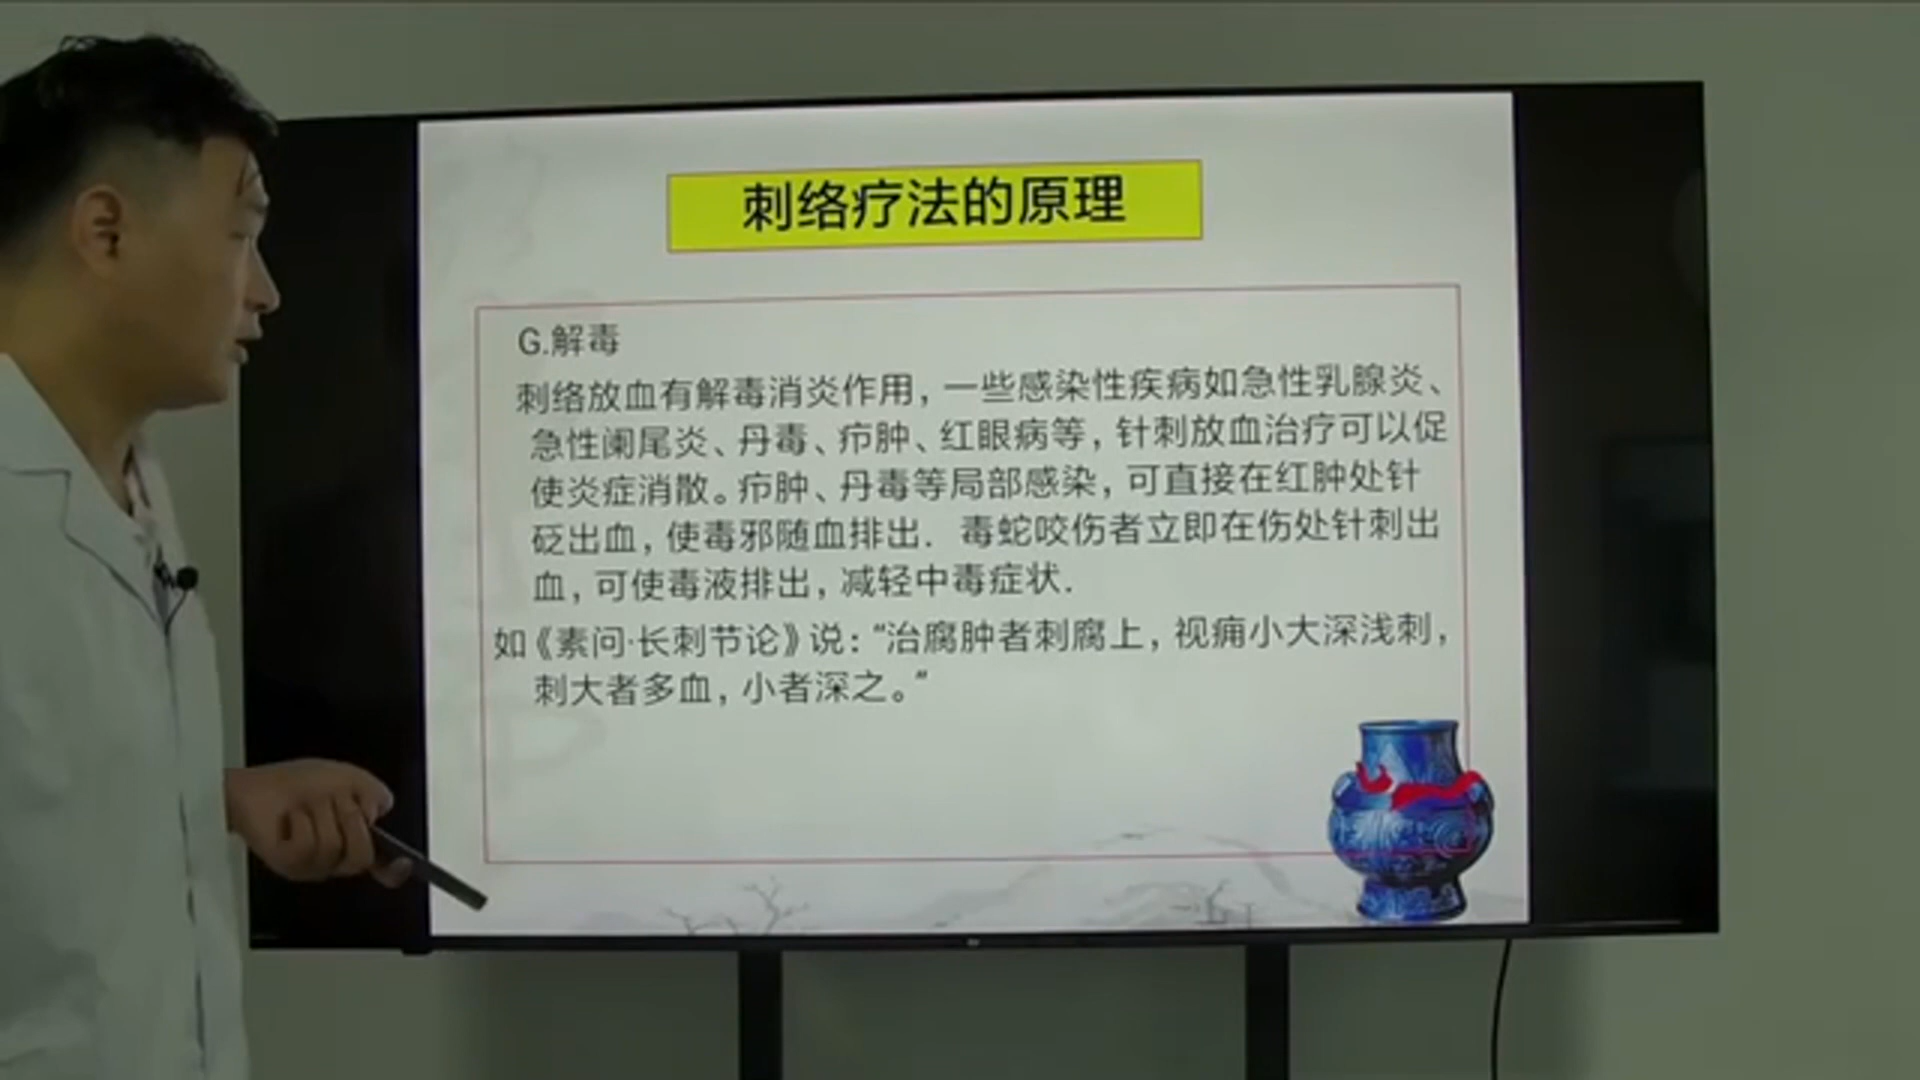 刺络疗法的原理
G.解毒
刺络放血有解毒消炎作用，一些感染性疾病如急性乳腺炎、
急性阑尾炎、丹毒、疖肿、红眼病等，针刺放血治疗可以促
使炎症消散。疖肿、丹毒等局部感染，可直接在红肿处针
砭出血，使毒邪随血排出．毒蛇咬伤者立即在伤处针刺出
血，可使毒液排出，减轻中毒症状．
如《素问·长刺节论》说：“治腐肿者刺腐上，视痈小大深浅刺，
刺大者多血，小者深之。”